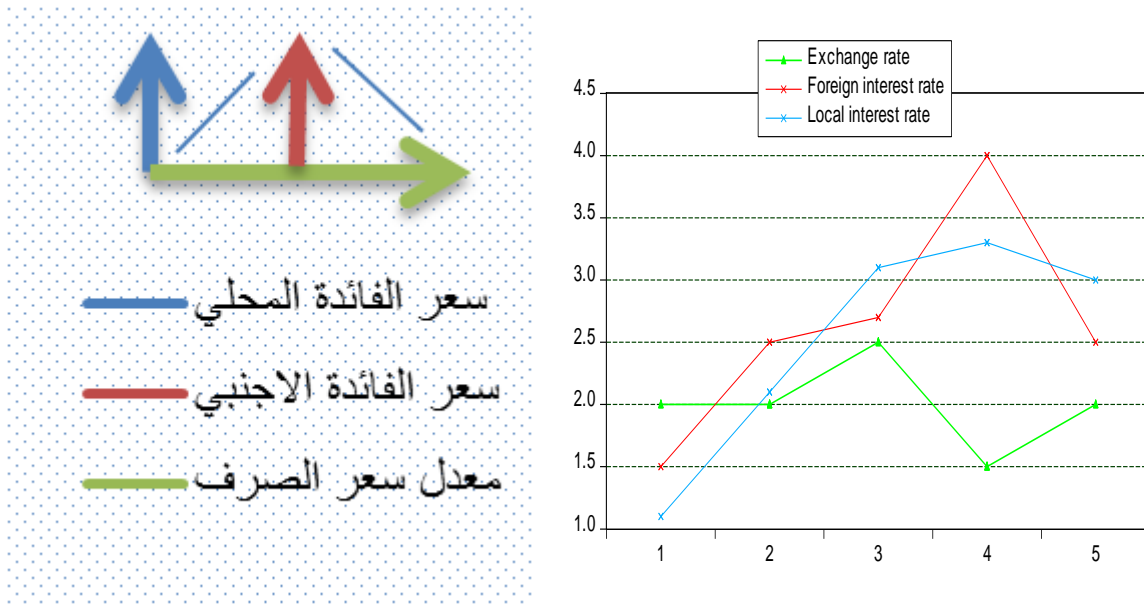 سعر الفائدة المحلي
سعر الفائدة الاجنبي
معدل سعر الصرف
Exchange rate
Foreign interest rate
Local interest rate
4.5
4.0
3.5
3.0
2.5
2.0
1.5
1.0
1 2 3 4 5